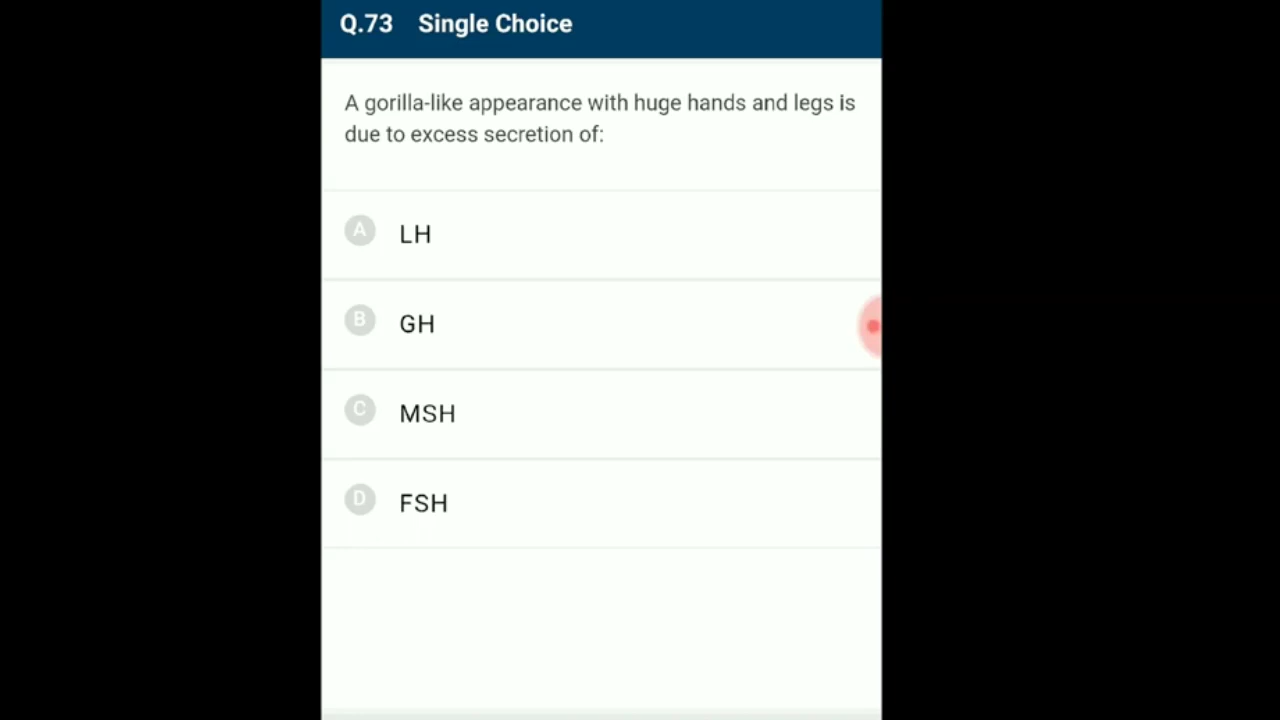 Q.73 Single Choice
A gorilla-like appearance with huge hands and legs is
due to excess secretion of:
A LH
B GH
C MSH
D FSH